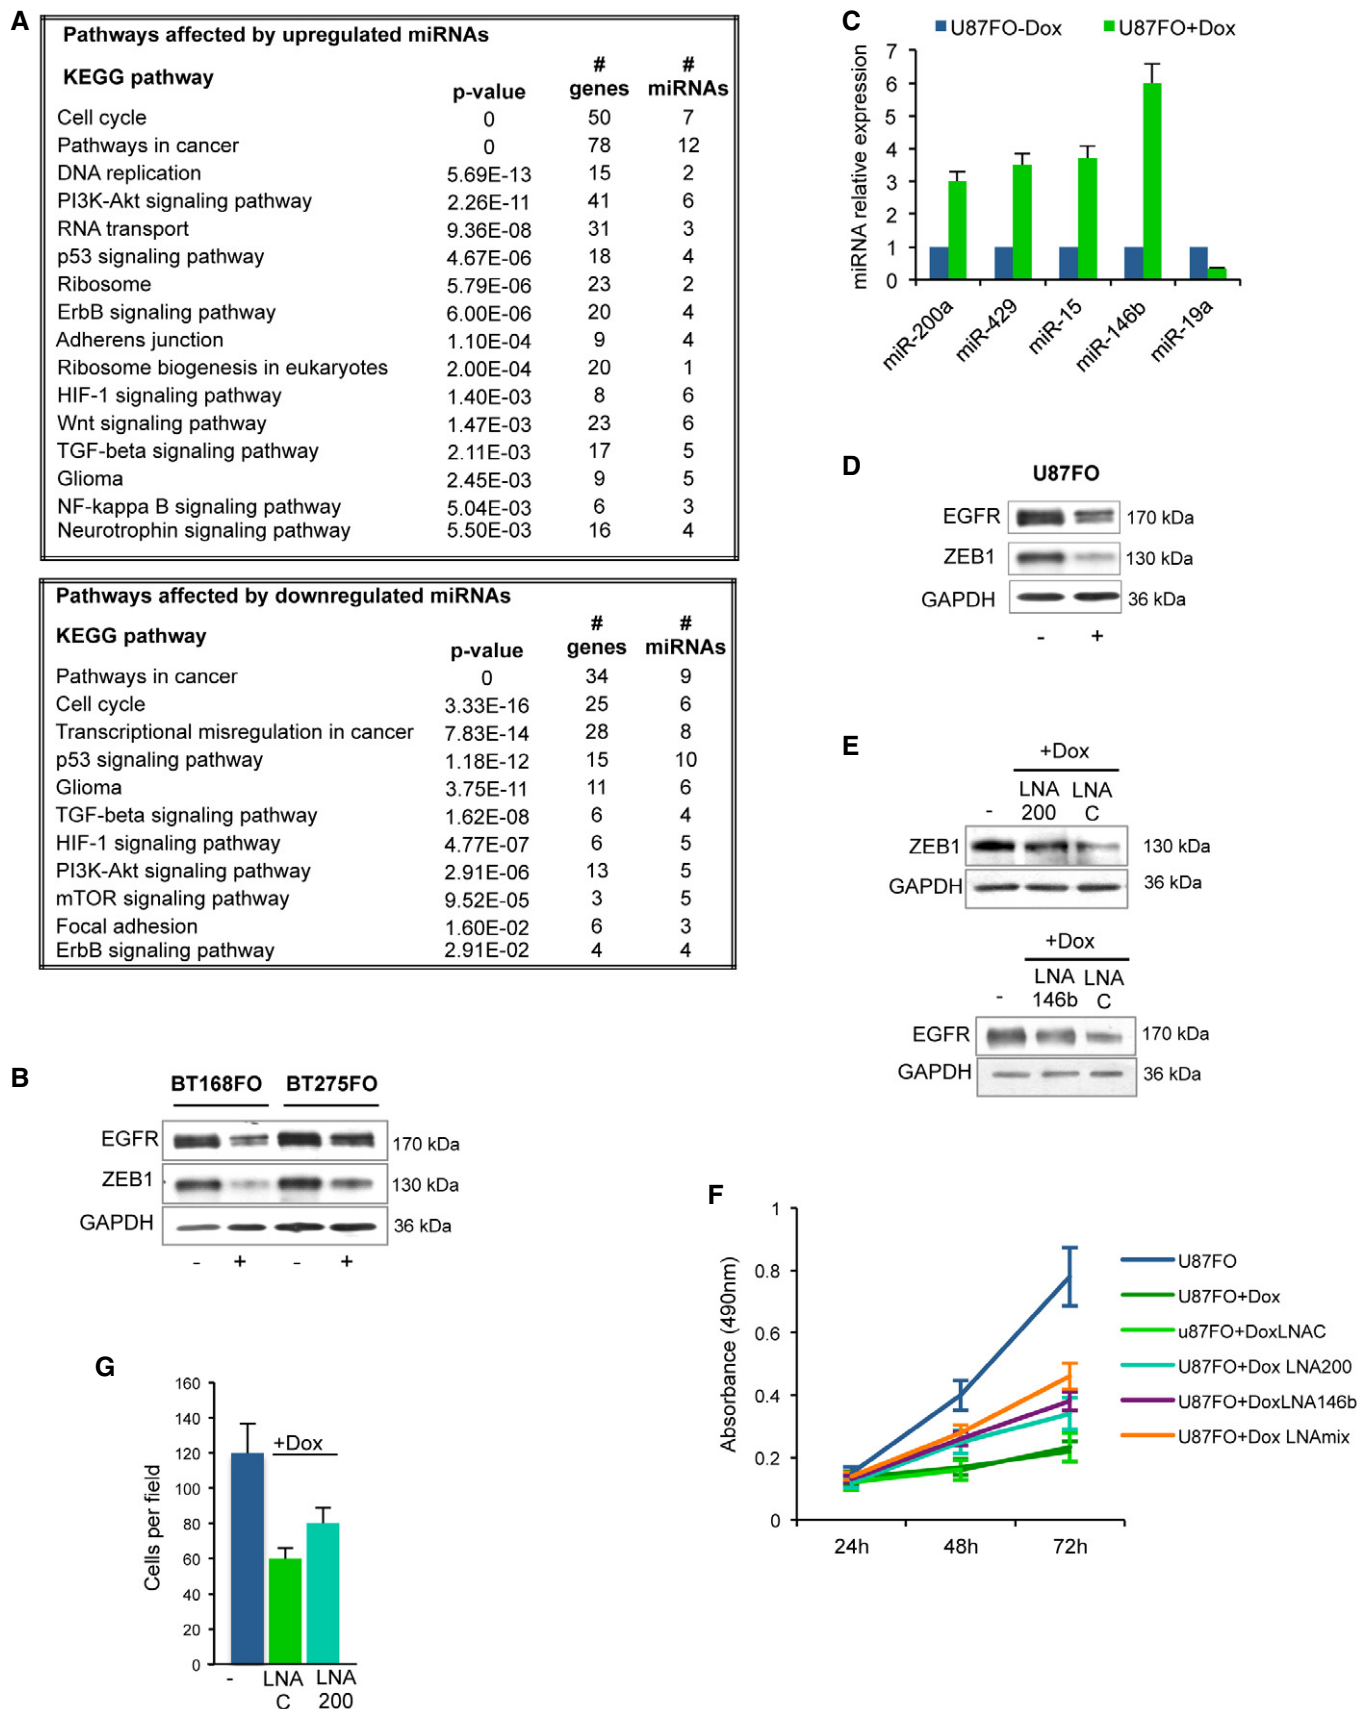 A
Pathways affected by upregulated miRNAs
KEGG pathway p-value # genes # miRNAs
Cell cycle 0 50 7
Pathways in cancer 0 78 12
DNA replication 5.69E-13 15 2
PI3K-Akt signaling pathway 2.26E-11 41 6
RNA transport 9.36E-08 31 3
p53 signaling pathway 4.67E-06 18 4
Ribosome 5.79E-06 23 2
ErbB signaling pathway 6.00E-06 20 4
Adherens junction 1.10E-04 9 4
Ribosome biogenesis in eukaryotes 2.00E-04 20 1
HIF-1 signaling pathway 1.40E-03 8 6
Wnt signaling pathway 1.47E-03 23 6
TGF-beta signaling pathway 2.11E-03 17 5
Glioma 2.45E-03 9 5
NF-kappa B signaling pathway 5.04E-03 6 3
Neurotrophin signaling pathway 5.50E-03 16 4
Pathways affected by downregulated miRNAs
KEGG pathway p-value # genes # miRNAs
Pathways in cancer 0 34 9
Cell cycle 3.33E-16 25 6
Transcriptional misregulation in cancer 7.83E-14 28 8
p53 signaling pathway 1.18E-12 15 10
Glioma 3.75E-11 11 6
TGF-beta signaling pathway 1.62E-08 6 4
HIF-1 signaling pathway 4.77E-07 6 5
PI3K-Akt signaling pathway 2.91E-06 13 5
mTOR signaling pathway 9.52E-05 3 5
Focal adhesion 1.60E-02 6 3
ErbB signaling pathway 2.91E-02 4 4
B
BT168FO BT275FO
EGFR 170 kDa
ZEB1 130 kDa
GAPDH 36 kDa
- + - +
C
U87FO-Dox U87FO+Dox
miRNA relative expression
7
6
5
4
3
2
1
0
miR-200a miR-429 miR-15 miR-146b miR-19a
D
U87FO
EGFR 170 kDa
ZEB1 130 kDa
GAPDH 36 kDa
- +
E
+Dox
- LNA 200 LNA C
ZEB1 130 kDa
GAPDH 36 kDa
+Dox
- LNA 146b LNA C
EGFR 170 kDa
GAPDH 36 kDa
F
Absorbance (490nm)
1
0.8
0.6
0.4
0.2
0
24h 48h 72h
U87FO
U87FO+Dox
u87FO+DoxLNAC
U87FO+Dox LNA200
U87FO+DoxLNA146b
U87FO+Dox LNAmix
G
Cells per field
160
140
120
100
80
60
40
20
0
+Dox
- LNA C LNA 200